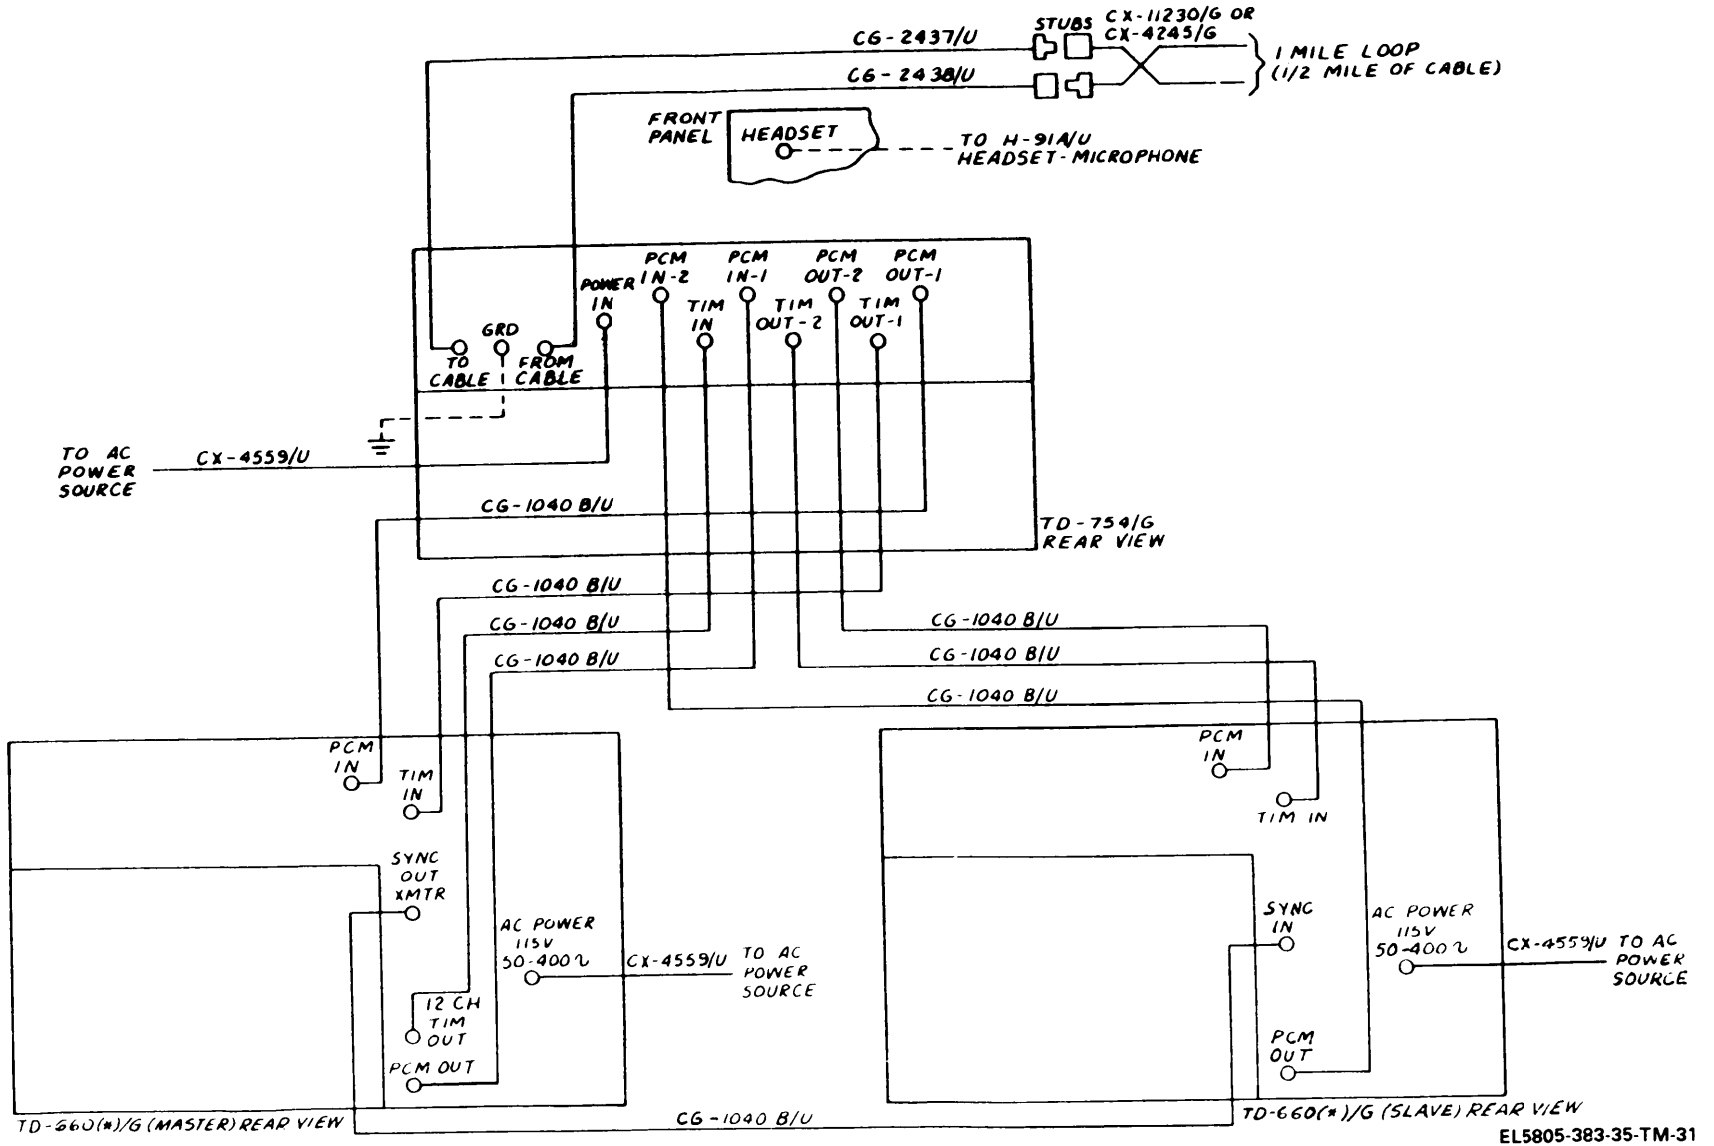 STUBS
CX-11230/G OR
CX-4245/G
CG-2437/U
CG-2438/U
1 MILE LOOP
(1/2 MILE OF CABLE)
FRONT
PANEL
HEADSET
TO H-91A/U
HEADSET-MICROPHONE
PCM
IN-2
PCM
IN-1
PCM
OUT-2
PCM
OUT-1
POWER
IN
TIM
IN
TIM
OUT-2
TIM
OUT-1
GRD
TO
CABLE
FROM
CABLE
TO AC
POWER
SOURCE
CX-4559/U
CG-1040 B/U
TD-754/G
REAR VIEW
CG-1040 B/U
CG-1040 B/U
CG-1040 B/U
CG-1040 B/U
CG-1040 B/U
CG-1040 B/U
PCM
IN
TIM
IN
SYNC
OUT
XMTR
AC POWER
115V
50-400~
CX-4559/U
TO AC
POWER
SOURCE
12 CH
TIM
OUT
PCM OUT
TD-660(*)/G (MASTER) REAR VIEW
PCM
IN
TIM IN
SYNC
IN
AC POWER
115V
50-400~
CX-4559/U
TO AC
POWER
SOURCE
PCM
OUT
CG-1040 B/U
TD-660(*)/G (SLAVE) REAR VIEW
EL5805-383-35-TM-31